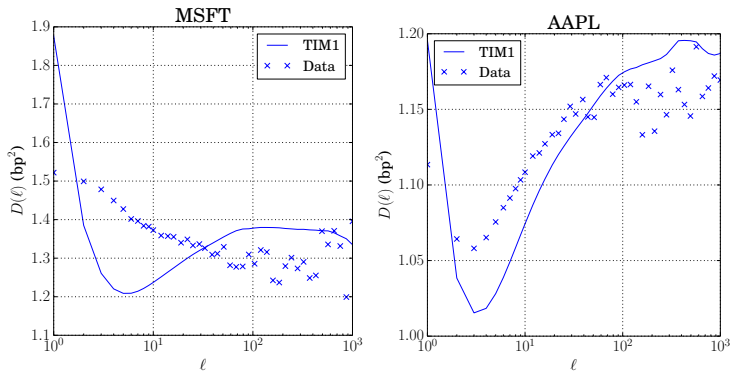 MSFT
1.9
1.8
1.7
1.6
1.5
1.4
1.3
1.2
1.1
D(ℓ) (bp²)
TIM1
Data
10⁰
10¹
10²
10³
ℓ
AAPL
1.20
1.15
1.10
1.05
1.00
D(ℓ) (bp²)
TIM1
Data
10⁰
10¹
10²
10³
ℓ